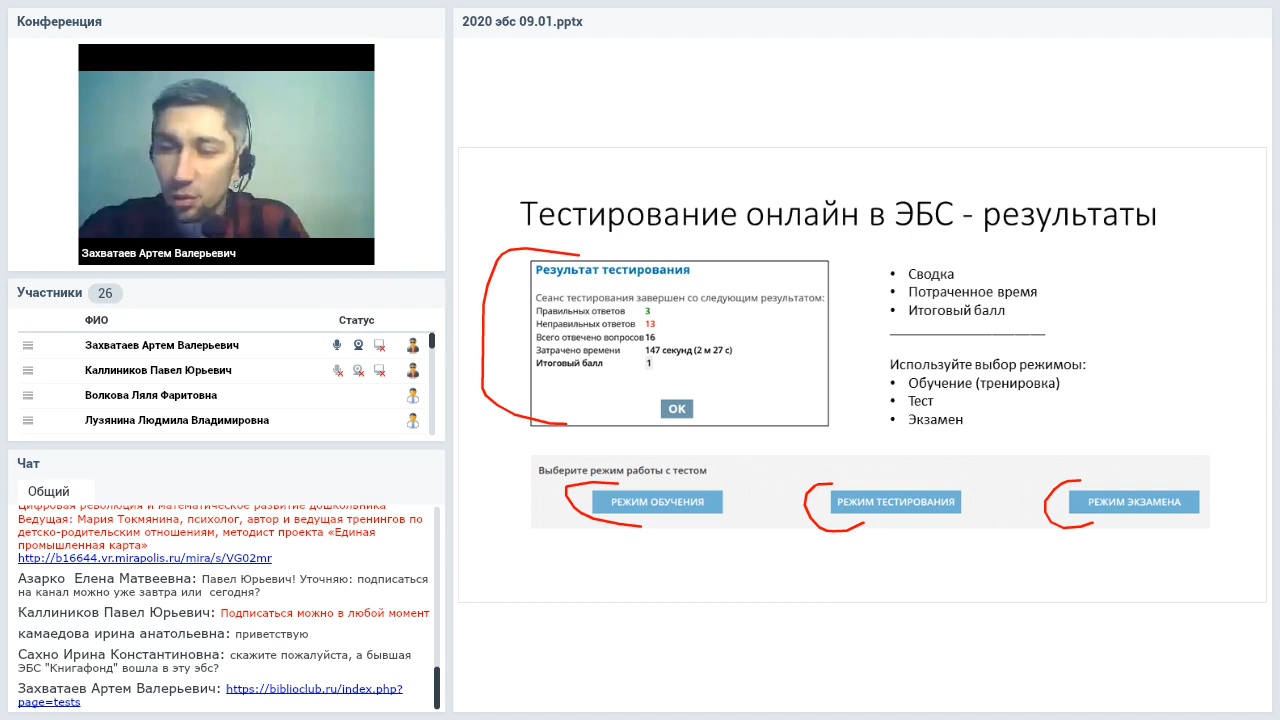 Конференция
Захватаев Артем Валерьевич
Участники 26
ФИО Статус
Захватаев Артем Валерьевич
Каллиников Павел Юрьевич
Волкова Ляля Фаритовна
Лузянина Людмила Владимировна
Чат
Общий
Цифровая революция и математическое развитие дошкольника
Ведущая: Мария Токмянина, психолог, автор и ведущая тренингов по
детско-родительским отношениям, методист проекта «Единая
промышленная карта»
http://b16644.vr.mirapolis.ru/mira/s/VG02mr
Азарко Елена Матвеевна: Павел Юрьевич! Уточняю: подписаться
на канал можно уже завтра или сегодня?
Каллиников Павел Юрьевич: Подписаться можно в любой момент
камаедова ирина анатольевна: приветствую
Сахно Ирина Константиновна: скажите пожалуйста, а бывшая
ЭБС "Книгафонд" вошла в эту эбс?
Захватаев Артем Валерьевич: https://biblioclub.ru/index.php?
page=tests
2020 эбс 09.01.pptx
Тестирование онлайн в ЭБС - результаты
Результат тестирования
Сеанс тестирования завершен со следующим результатом:
Правильных ответов 3
Неправильных ответов 13
Всего отвечено вопросов 16
Затрачено времени 147 секунд (2 м 27 с)
Итоговый балл 1
OK
• Сводка
• Потраченное время
• Итоговый балл
Используйте выбор режимоы:
• Обучение (тренировка)
• Тест
• Экзамен
Выберите режим работы с тестом
РЕЖИМ ОБУЧЕНИЯ РЕЖИМ ТЕСТИРОВАНИЯ РЕЖИМ ЭКЗАМЕНА